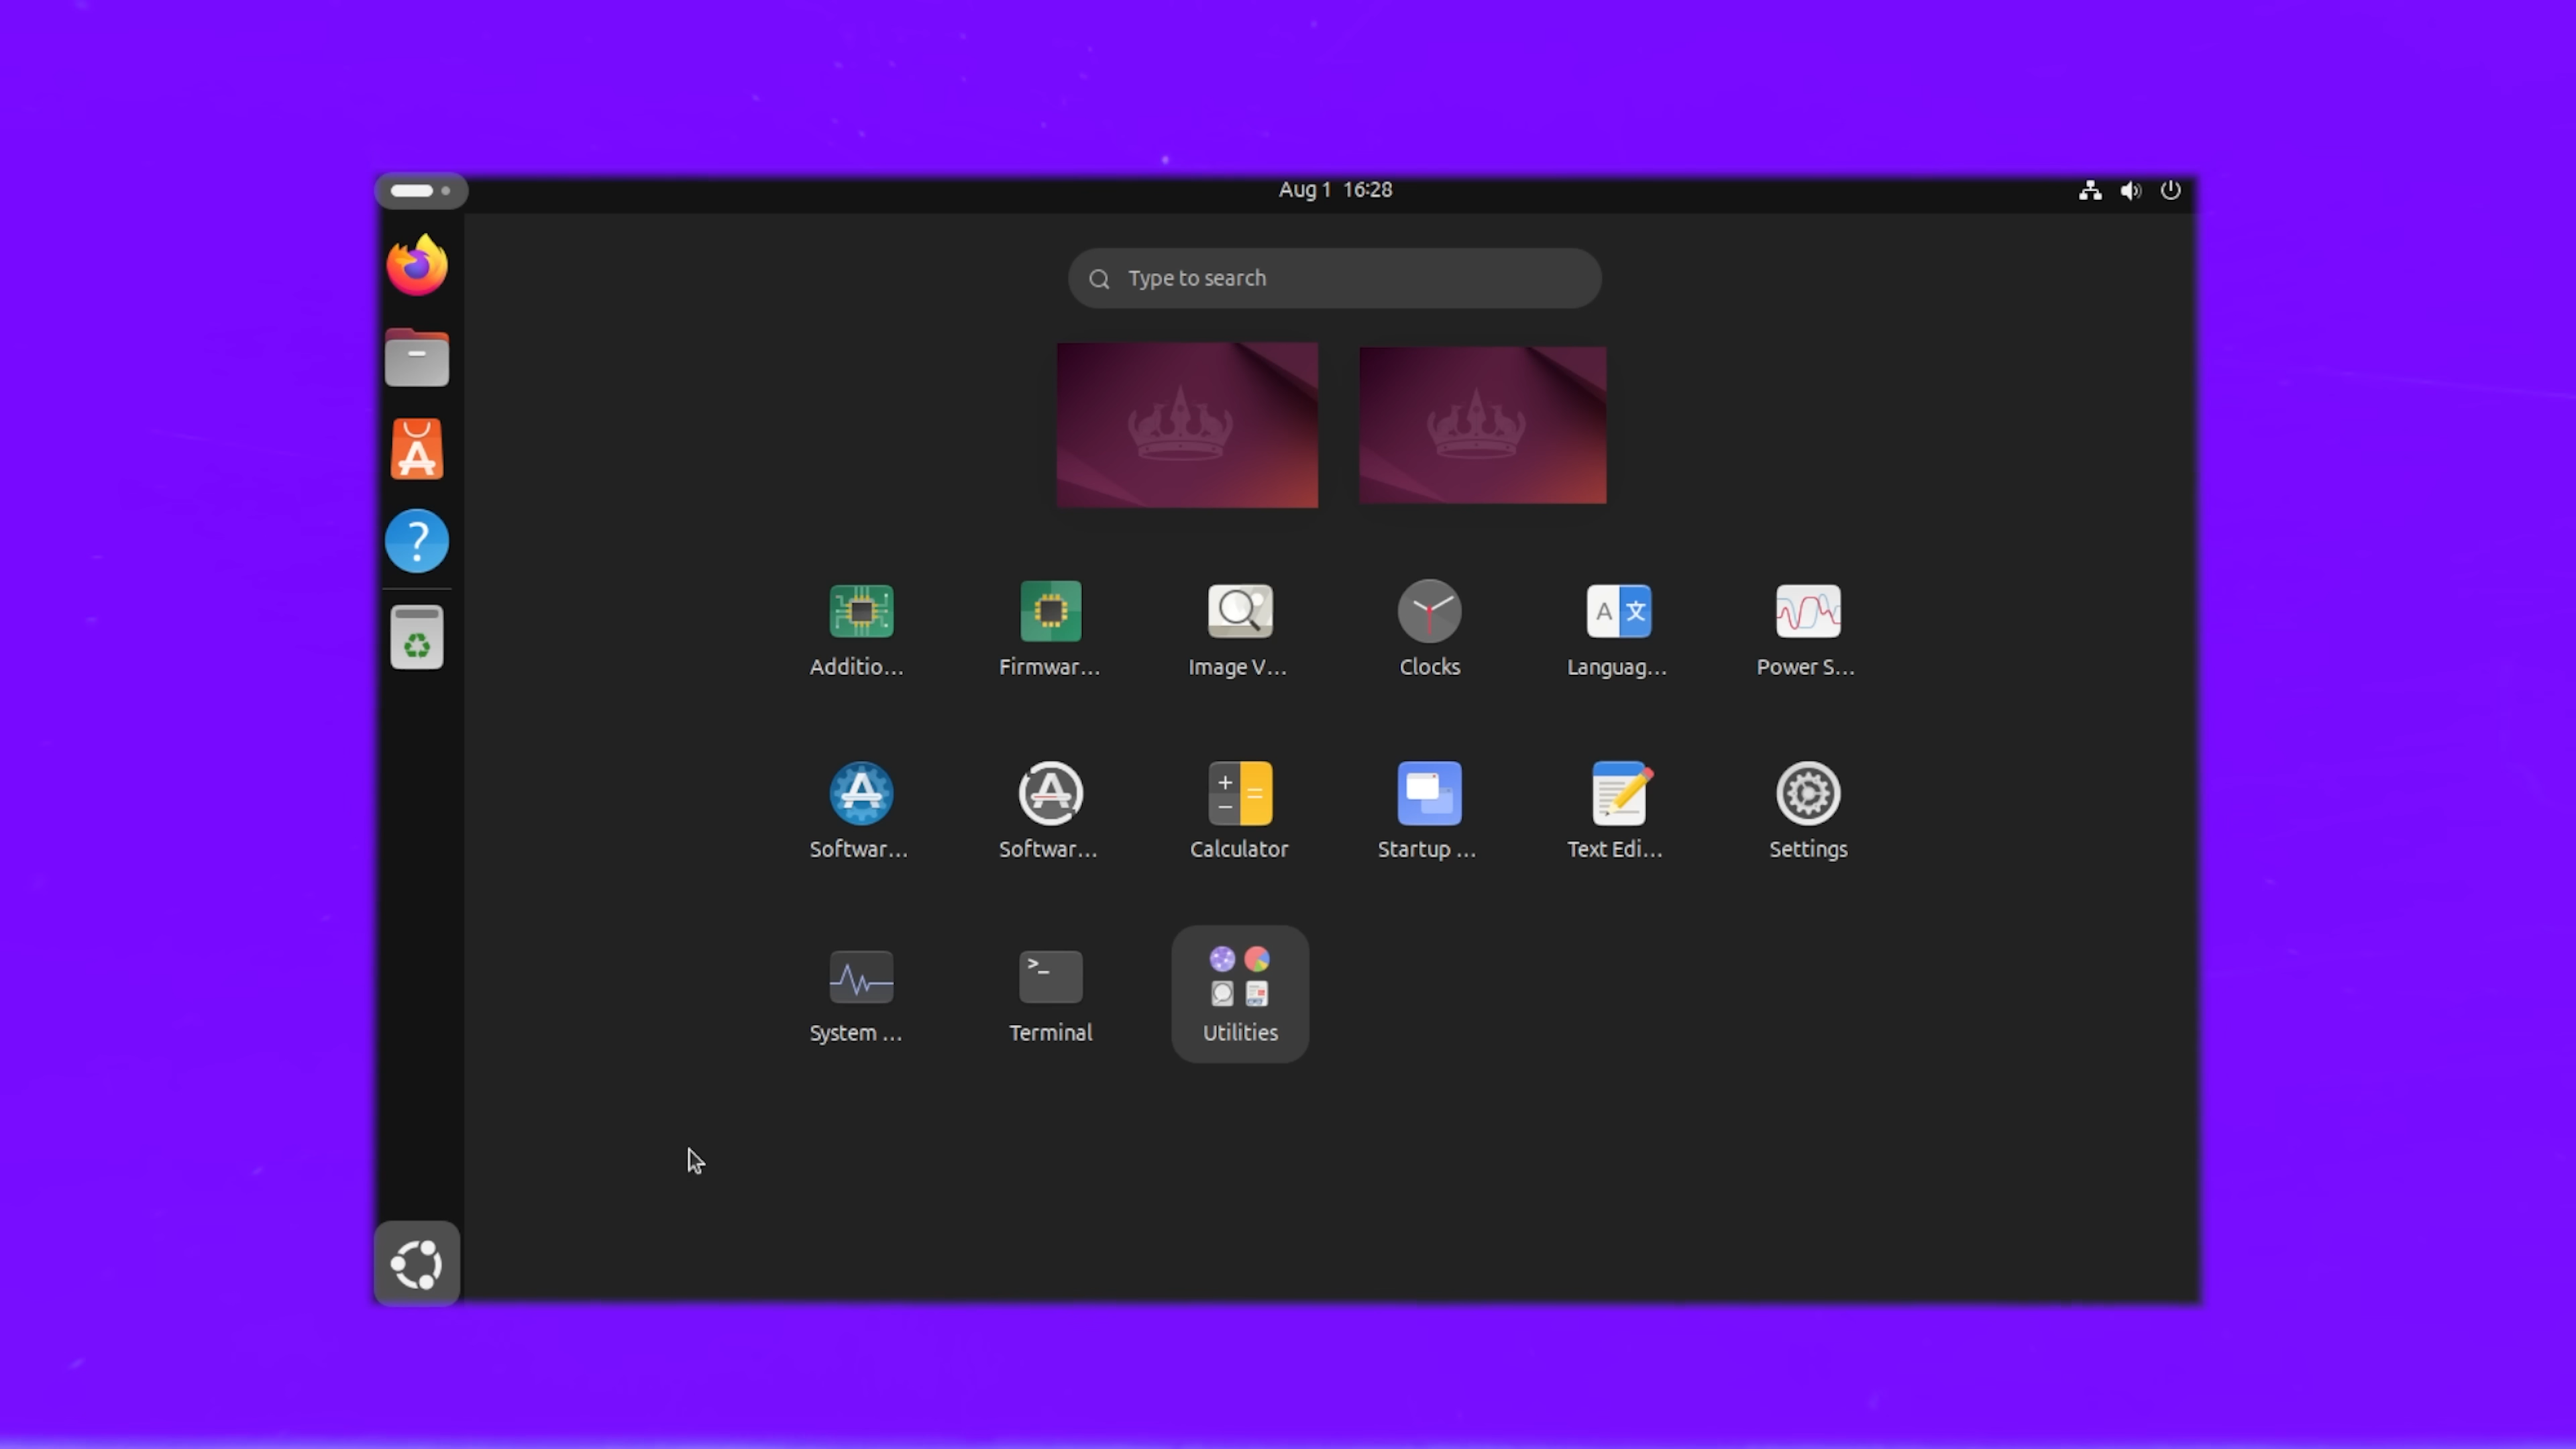 Aug 1 16:28
Type to search
Additio...
Firmwar...
Image V...
Clocks
Languag...
Power S...
Softwar...
Softwar...
Calculator
Startup ...
Text Edi...
Settings
System ...
Terminal
Utilities